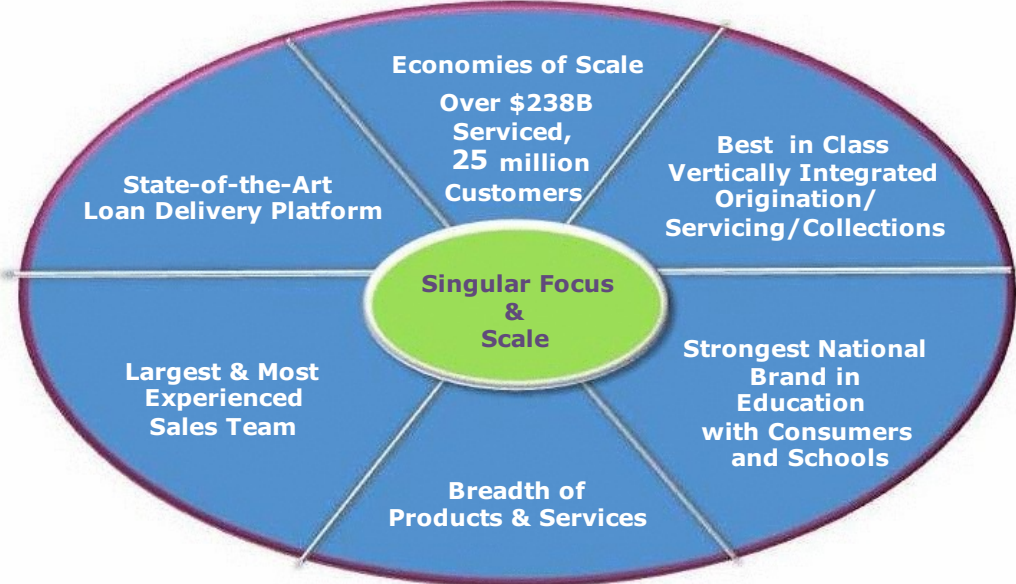 Economies of Scale
Over $238B
Serviced,
25 million
Customers
Best in Class
Vertically Integrated
Origination/
Servicing/Collections
State-of-the-Art
Loan Delivery Platform
Singular Focus
&
Scale
Strongest National
Brand in
Education
with Consumers
and Schools
Largest & Most
Experienced
Sales Team
Breadth of
Products & Services